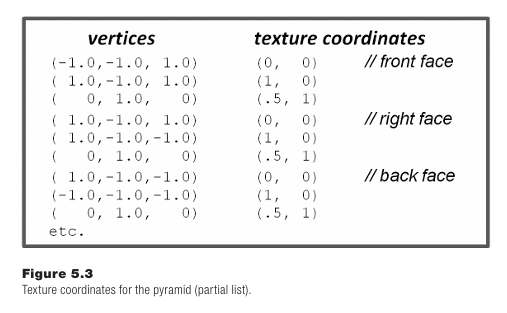 vertices texture coordinates
(-1.0,-1.0, 1.0) (0, 0) // front face
( 1.0,-1.0, 1.0) (1, 0)
( 0, 1.0, 0) (.5, 1)
( 1.0,-1.0, 1.0) (0, 0) // right face
( 1.0,-1.0,-1.0) (1, 0)
( 0, 1.0, 0) (.5, 1)
( 1.0,-1.0,-1.0) (0, 0) // back face
(-1.0,-1.0,-1.0) (1, 0)
( 0, 1.0, 0) (.5, 1)
etc.
Figure 5.3
Texture coordinates for the pyramid (partial list).